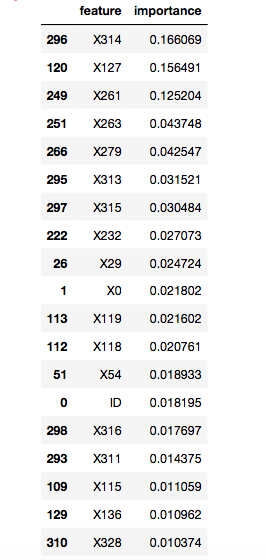 feature importance
296 X314 0.166069
120 X127 0.156491
249 X261 0.125204
251 X263 0.043748
266 X279 0.042547
295 X313 0.031521
297 X315 0.030484
222 X232 0.027073
26 X29 0.024724
1 X0 0.021802
113 X119 0.021602
112 X118 0.020761
51 X54 0.018933
0 ID 0.018195
298 X316 0.017697
293 X311 0.014375
109 X115 0.011059
129 X136 0.010962
310 X328 0.010374